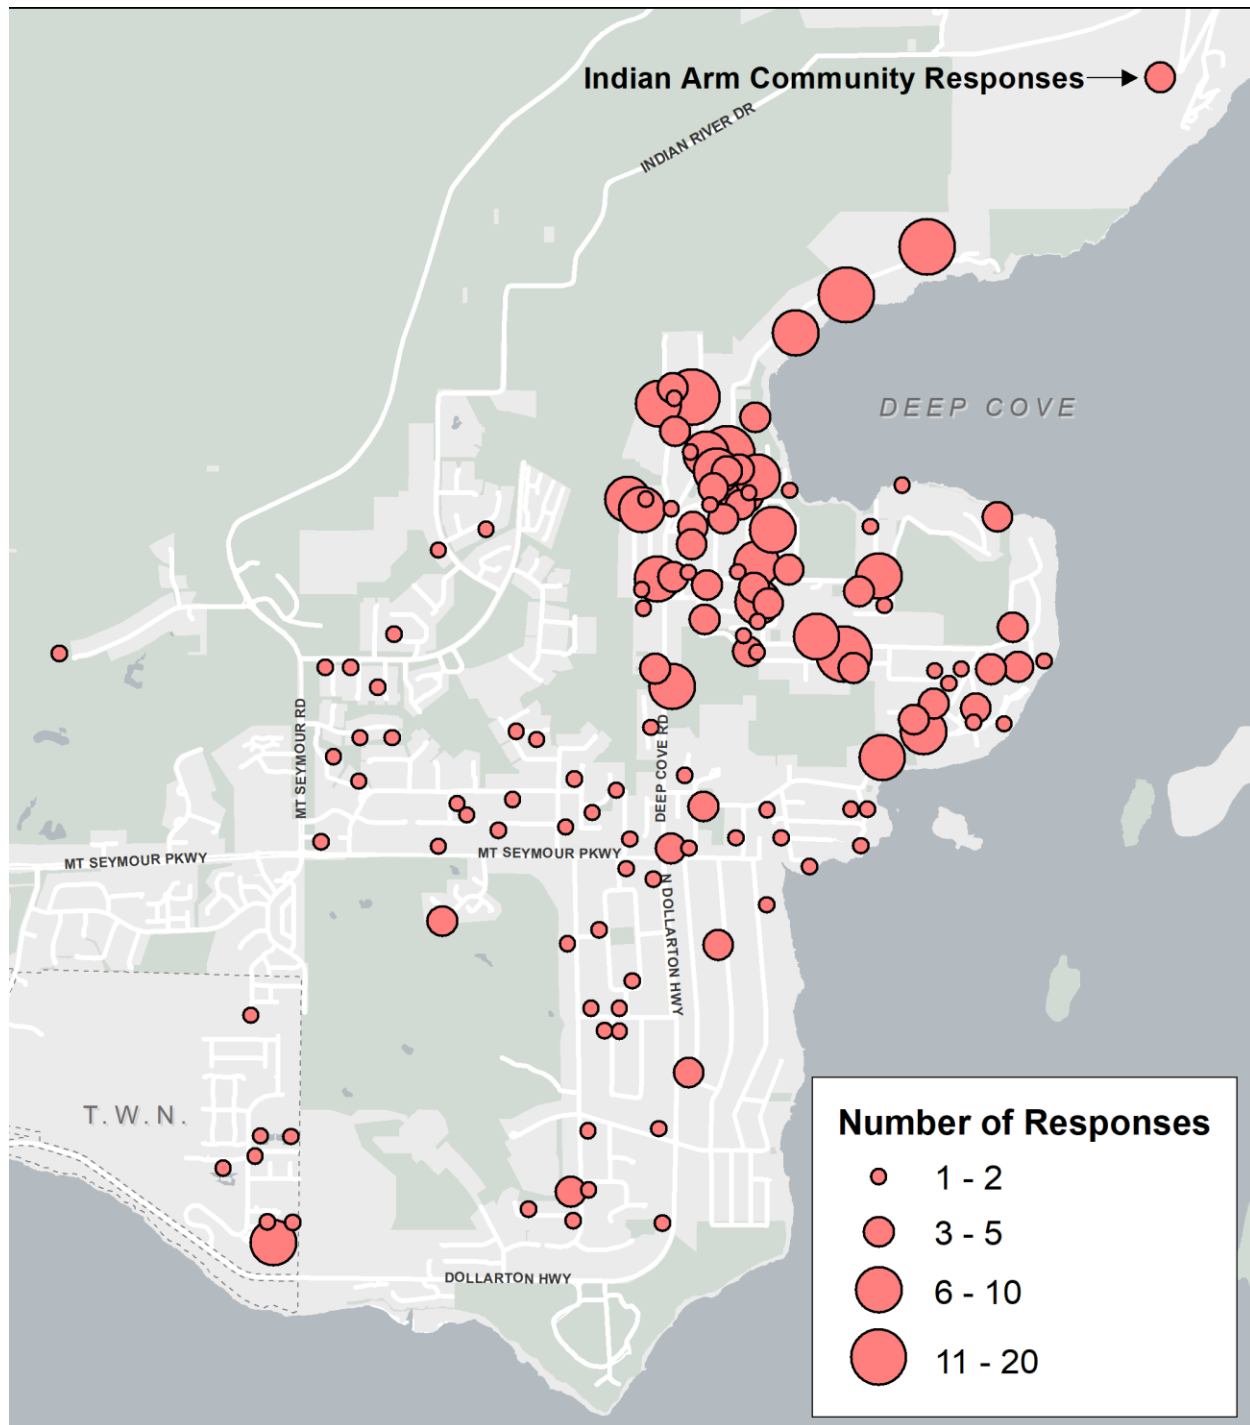 Indian Arm Community Responses
INDIAN RIVER DR
DEEP COVE
MT SEYMOUR RD
DEEP COVE RD
MT SEYMOUR PKWY
MT SEYMOUR PKWY
N DOLLARTON HWY
T.W.N.
DOLLARTON HWY
Number of Responses
1 - 2
3 - 5
6 - 10
11 - 20